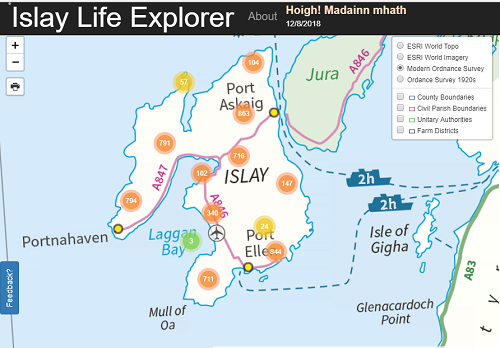 Islay Life Explorer
About
Hoigh! Madainn mhath
12/8/2018
+
−
ESRI World Topo
ESRI World Imagery
Modern Ordnance Survey
Ordance Survey 1920s
County Boundaries
Civil Parish Boundaries
Unitary Authorities
Farm Districts
104
57
Port
Askaig
Jura
A846
863
791
716
102
ISLAY
147
A847
794
340
A846
Portnahaven
Laggan
Bay
3
24
Port
Elle
844
711
Mull of
Oa
2h
2h
Isle of
Gigha
A83
Glenacardoch
Point
t y r
Feedback?